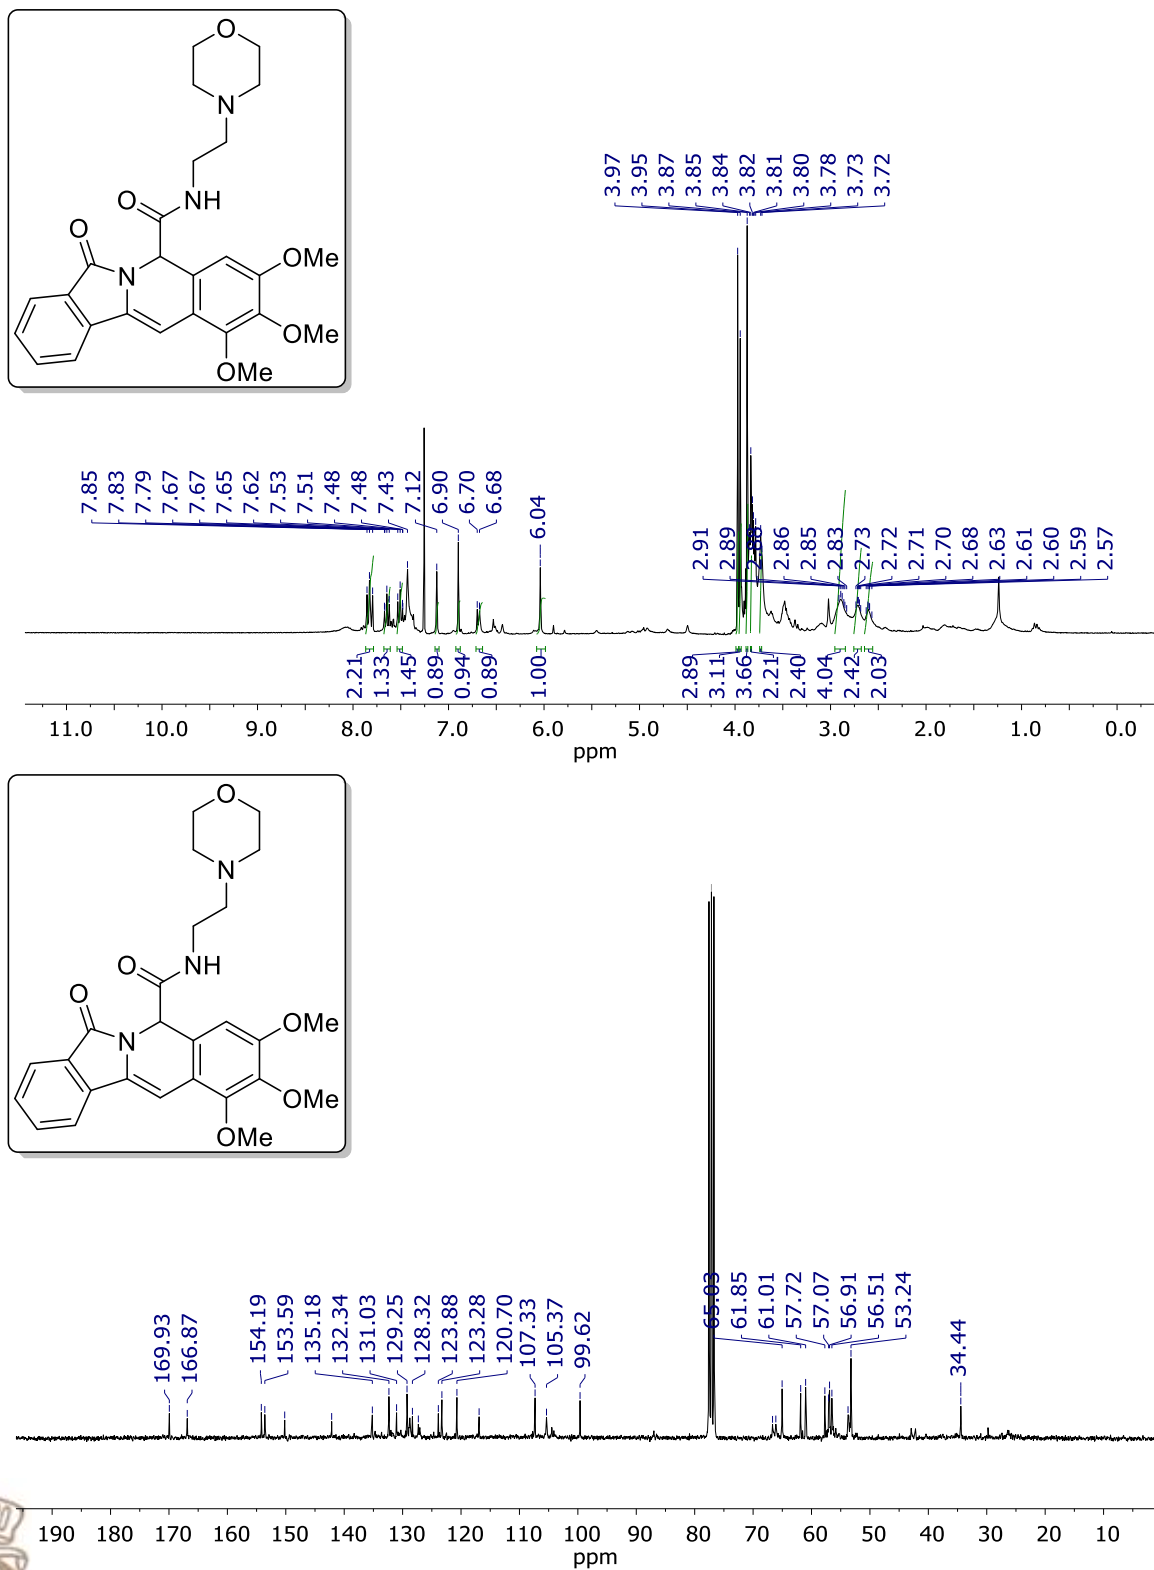 O
N
O
NH
O
N
OMe
OMe
OMe
3.97 3.95 3.87 3.85 3.84 3.82 3.81 3.80 3.78 3.73 3.72
7.85 7.83 7.79 7.67 7.67 7.65 7.62 7.53 7.51 7.48 7.48 7.43 7.12 6.90 6.70 6.68 6.04
2.91 2.89 2.86 2.85 2.83 2.73 2.72 2.71 2.70 2.68 2.63 2.61 2.60 2.59 2.57
2.21 1.33 1.45 0.89 0.94 0.89 1.00 2.89 3.11 3.66 2.21 2.40 4.04 2.42 2.03
11.0 10.0 9.0 8.0 7.0 6.0 5.0 4.0 3.0 2.0 1.0 0.0
ppm
O
N
O
NH
O
N
OMe
OMe
OMe
169.93 166.87 154.19 153.59 135.18 132.34 131.03 129.25 128.32 123.88 123.28 120.70 107.33 105.37 99.62 65.03 61.85 61.01 57.72 57.07 56.91 56.51 53.24 34.44
190 180 170 160 150 140 130 120 110 100 90 80 70 60 50 40 30 20 10
ppm